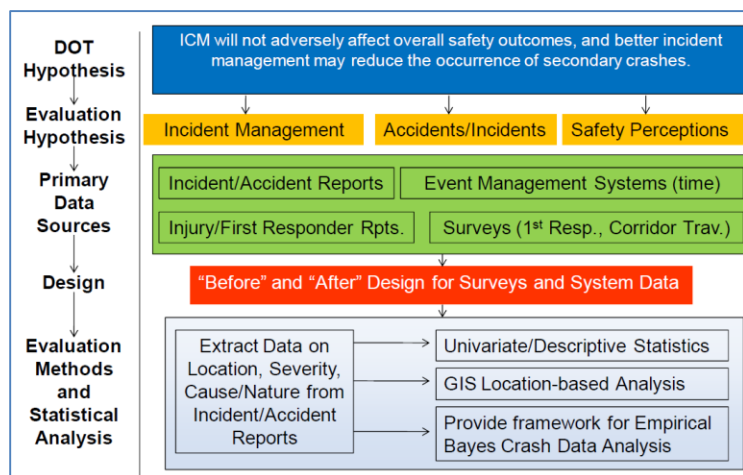 DOT
Hypothesis
Evaluation
Hypothesis
Primary
Data
Sources
Design
Evaluation
Methods
and
Statistical
Analysis
ICM will not adversely affect overall safety outcomes, and better incident
management may reduce the occurrence of secondary crashes.
Incident Management
Accidents/Incidents
Safety Perceptions
Incident/Accident Reports
Event Management Systems (time)
Injury/First Responder Rpts.
Surveys (1st Resp., Corridor Trav.)
“Before” and “After” Design for Surveys and System Data
Extract Data on
Location, Severity,
Cause/Nature from
Incident/Accident
Reports
Univariate/Descriptive Statistics
GIS Location-based Analysis
Provide framework for Empirical
Bayes Crash Data Analysis